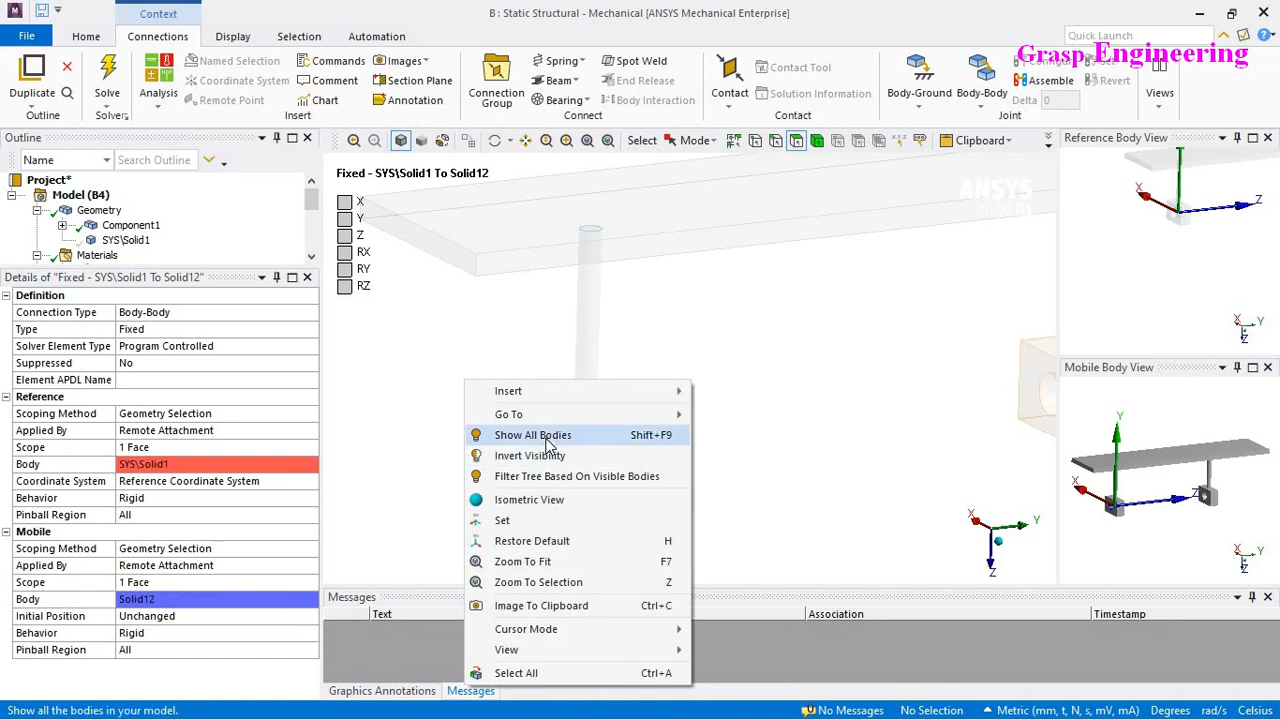 Context
B : Static Structural - Mechanical [ANSYS Mechanical Enterprise]
File
Home
Connections
Display
Selection
Automation
Quick Launch
Grasp Engineering
Duplicate
Outline
Solve
Solvers
Analysis
Named Selection
Coordinate System
Remote Point
Commands
Comment
Chart
Images
Section Plane
Annotation
Insert
Connection
Group
Spring
Beam
Bearing
Spot Weld
End Release
Body Interaction
Connect
Contact
Contact Tool
Solution Information
Contact
Body-Ground
Body-Body
Configure
Set
Assemble
Revert
Delta
0
Joint
Views
Outline
Name
Search Outline
Project*
Model (B4)
Geometry
Component1
SYS\Solid1
Materials
Select
Mode
Clipboard
Reference Body View
Fixed - SYS\Solid1 To Solid12
X
Y
Z
RX
RY
RZ
ANSYS
Details of "Fixed - SYS\Solid1 To Solid12"
Definition
Connection Type Body-Body
Type Fixed
Solver Element Type Program Controlled
Suppressed No
Element APDL Name
Reference
Scoping Method Geometry Selection
Applied By Remote Attachment
Scope 1 Face
Body SYS\Solid1
Coordinate System Reference Coordinate System
Behavior Rigid
Pinball Region All
Mobile
Scoping Method Geometry Selection
Applied By Remote Attachment
Scope 1 Face
Body Solid12
Initial Position Unchanged
Behavior Rigid
Pinball Region All
Insert
Go To
Show All Bodies Shift+F9
Invert Visibility
Filter Tree Based On Visible Bodies
Isometric View
Set
Restore Default H
Zoom To Fit F7
Zoom To Selection Z
Image To Clipboard Ctrl+C
Cursor Mode
View
Select All Ctrl+A
X
Y
Z
X
Z
X
Y
Z
Mobile Body View
Y
X
Z
X
Y
Z
Messages
Text
Association
Timestamp
Graphics Annotations
Messages
Show all the bodies in your model.
No Messages
No Selection
Metric (mm, t, N, s, mV, mA)
Degrees
rad/s
Celsius